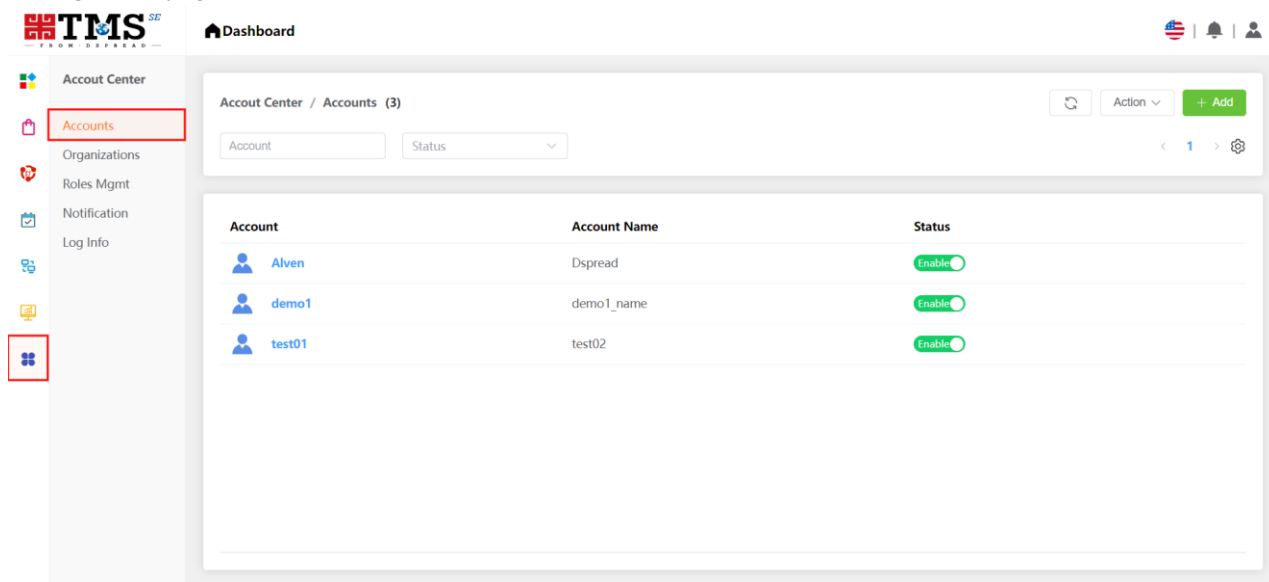 TMS SE
FROM DSPREAD
Dashboard
Accout Center
Accounts
Organizations
Roles Mgmt
Notification
Log Info
Accout Center / Accounts (3)
Action
+ Add
Account
Status
1
Account Account Name Status
Alven Dspread Enable
demo1 demo1_name Enable
test01 test02 Enable